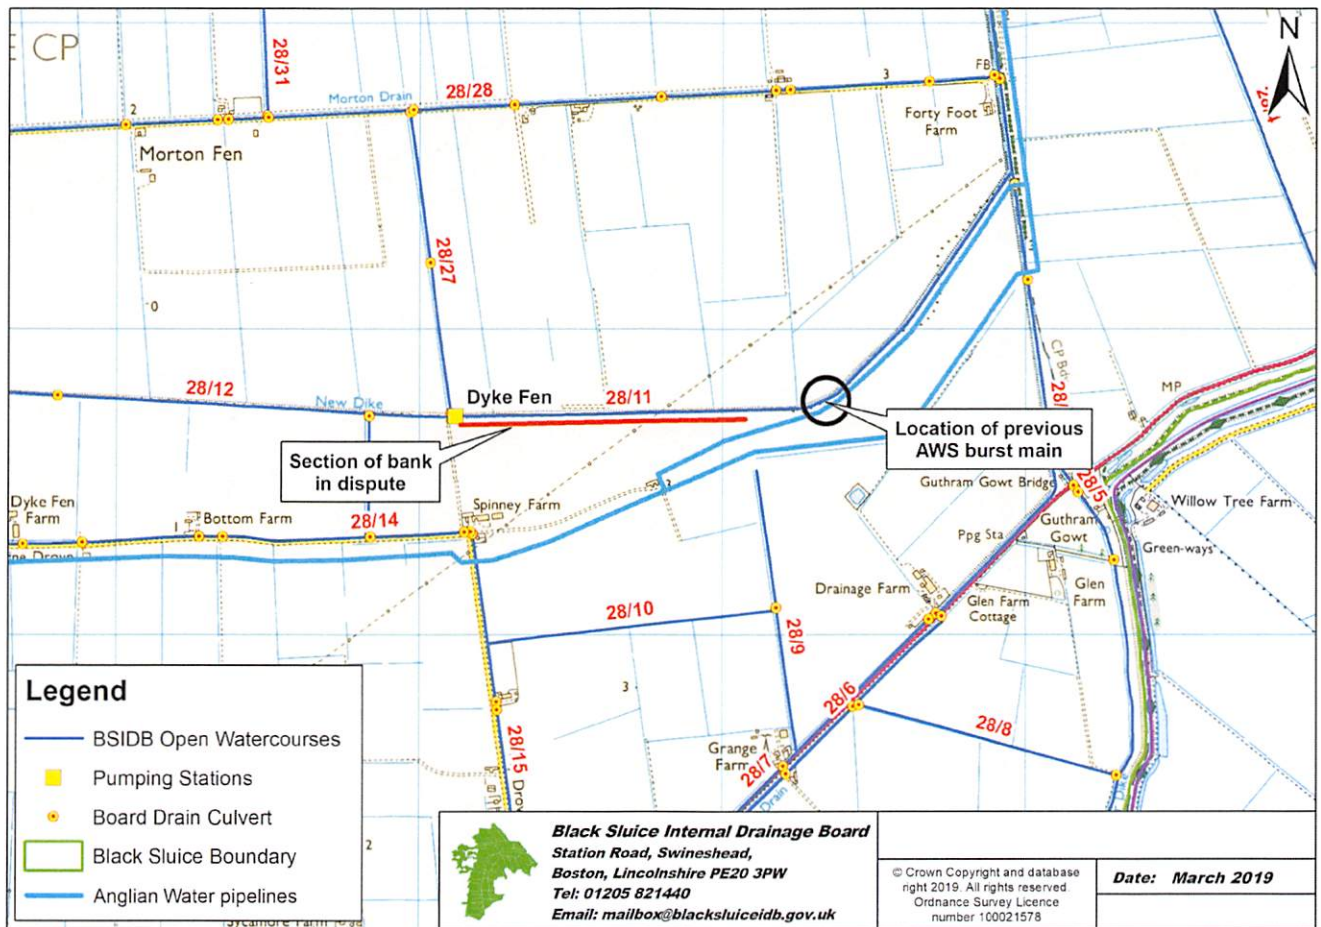 E CP
N
28/31
Morton Drain
28/28
3
FB
2
Forty Foot
Farm
Morton Fen
28/27
0
28/12
New Dike
Dyke Fen
28/11
CP Bdy
28/
MP
Section of bank
in dispute
Location of previous
AWS burst main
Guthram Gowt Bridge
28/5
Willow Tree Farm
Dyke Fen
Farm
1
Bottom Farm
28/14
Spinney Farm
Ppg Sta
Guthram
Gowt
Green-ways
Drainage Farm
Glen
Farm
Glen Farm
Cottage
28/10
28/9
3
28/6
28/8
28/15
Grange
Farm
28/7
Drain
2
Legend
BSIDB Open Watercourses
Pumping Stations
Board Drain Culvert
Black Sluice Boundary
Anglian Water pipelines
Sycamore Farm
Black Sluice Internal Drainage Board
Station Road, Swineshead,
Boston, Lincolnshire PE20 3PW
Tel: 01205 821440
Email: mailbox@blacksluiceidb.gov.uk
© Crown Copyright and database
right 2019. All rights reserved.
Ordnance Survey Licence
number 100021578
Date: March 2019